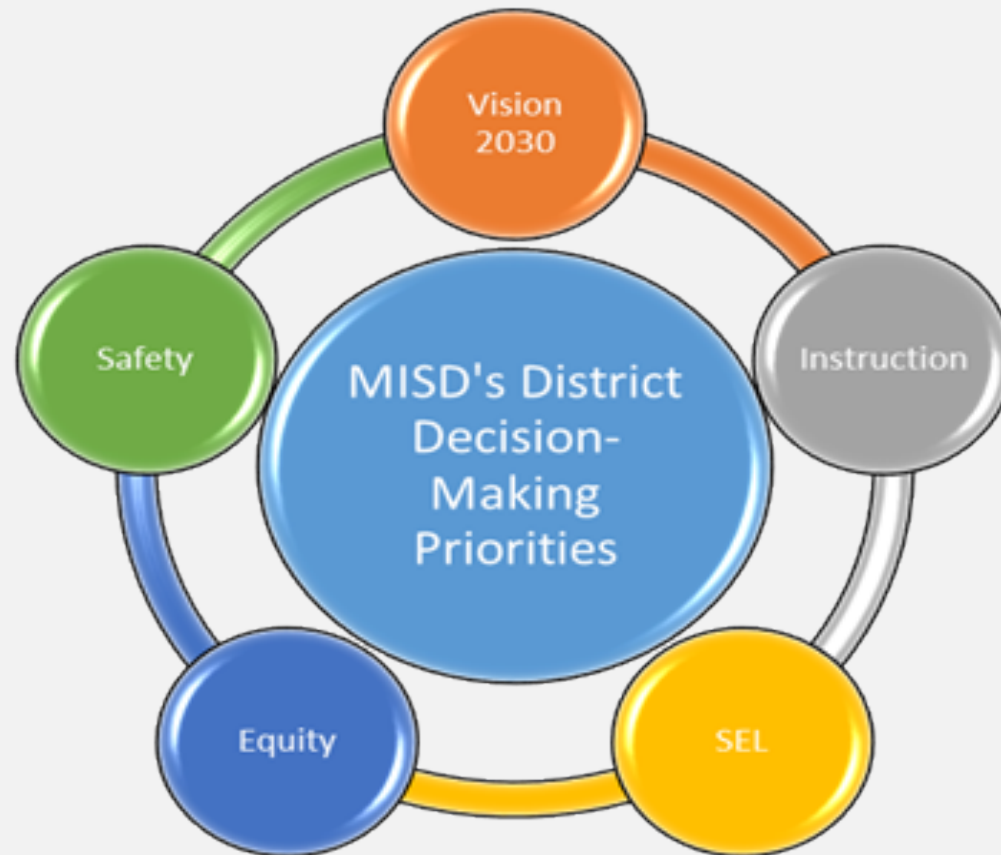 Vision
2030
Instruction
SEL
Equity
Safety
MISD's District
Decision-
Making
Priorities